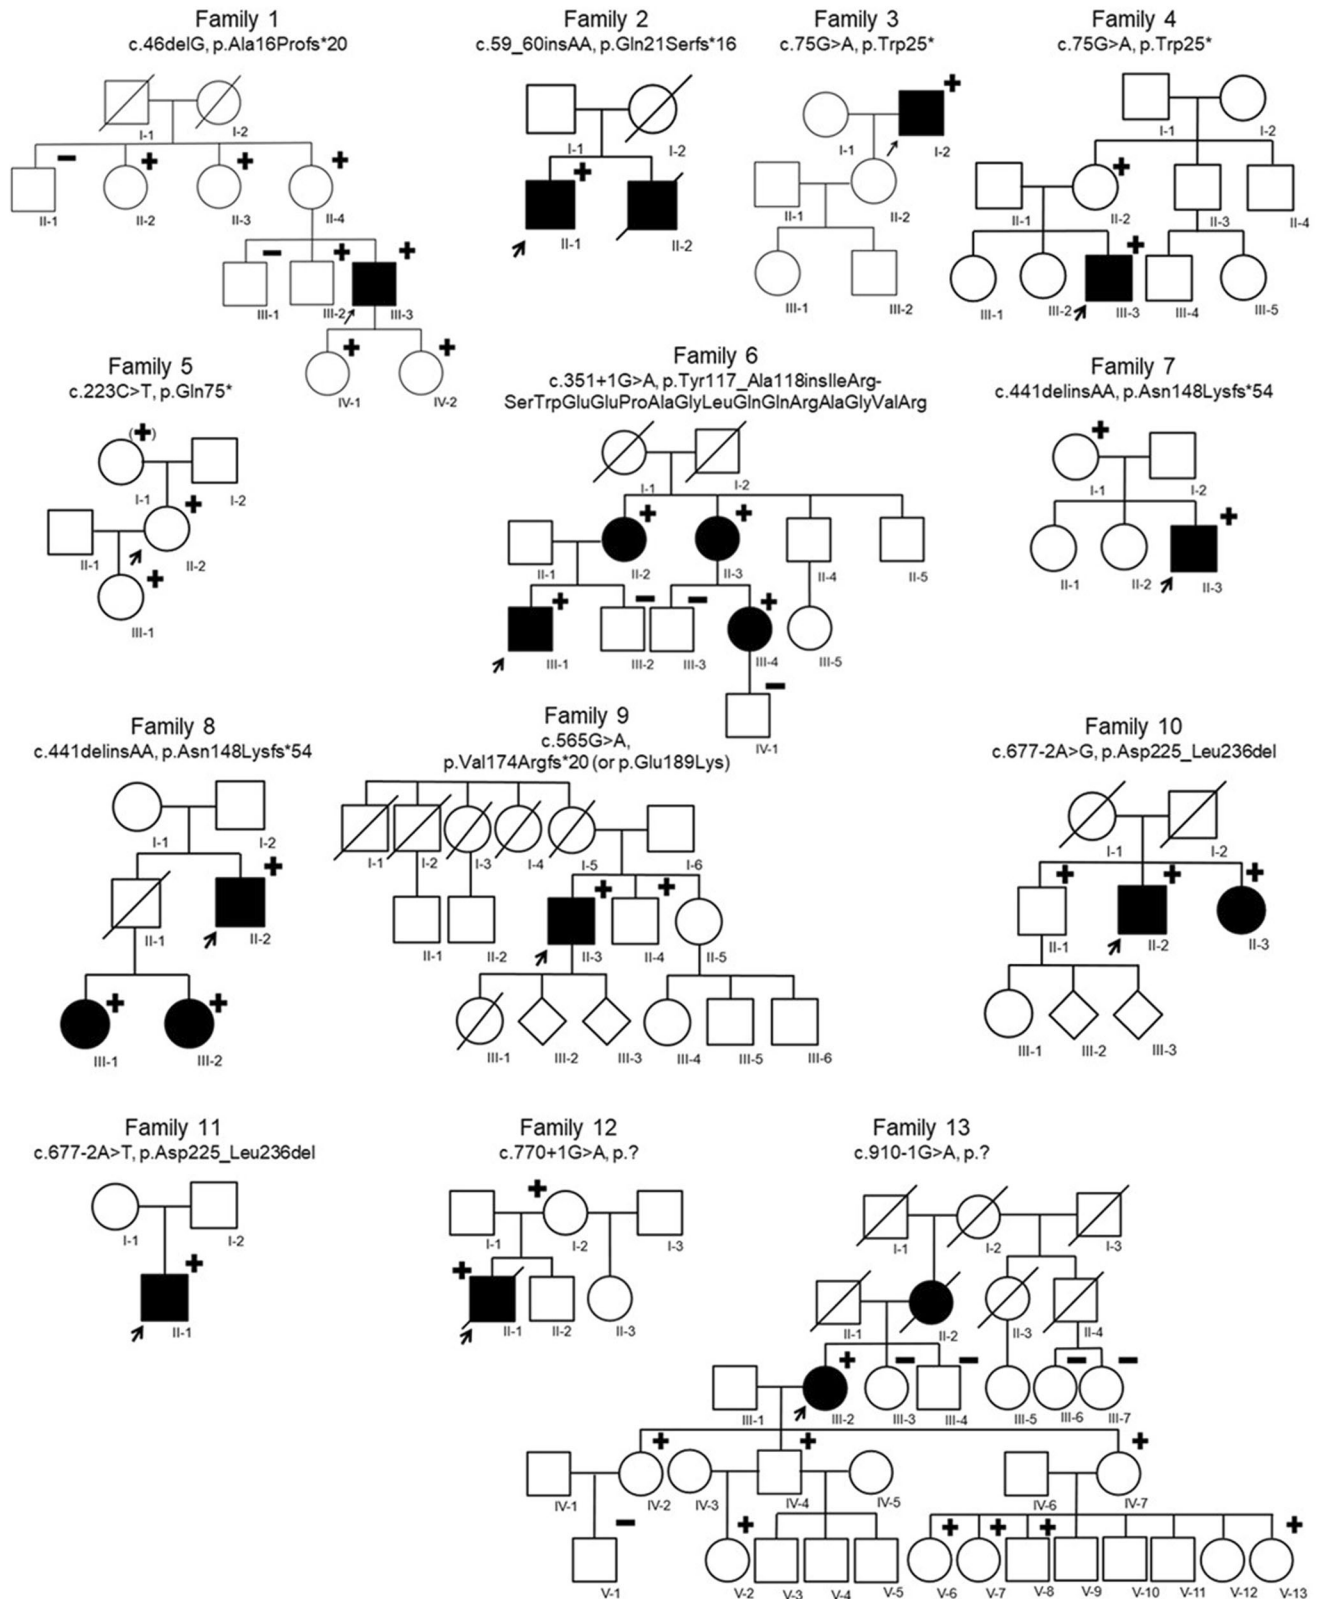 Family 1
c.46delG, p.Ala16Profs*20
I-1
I-2
− + + +
II-1
II-2
II-3
II-4
− + +
III-1
III-2
III-3
+ +
IV-1
IV-2
Family 2
c.59_60insAA, p.Gln21Serfs*16
I-1
I-2
+
II-1
II-2
Family 3
c.75G>A, p.Trp25*
+
I-1
I-2
II-1
II-2
III-1
III-2
Family 4
c.75G>A, p.Trp25*
I-1
I-2
+
II-1
II-2
II-3
II-4
+
III-1
III-2
III-3
III-4
III-5
Family 5
c.223C>T, p.Gln75*
(+)
I-1
I-2
+
II-1
II-2
+
III-1
Family 6
c.351+1G>A, p.Tyr117_Ala118insIleArg-
SerTrpGluGluProAlaGlyLeuGlnGlnArgAlaGlyValArg
I-1
I-2
+ +
II-1
II-2
II-3
II-4
II-5
+ − − +
III-1
III-2
III-3
III-4
III-5
−
IV-1
Family 7
c.441delinsAA, p.Asn148Lysfs*54
+
I-1
I-2
+
II-1
II-2
II-3
Family 8
c.441delinsAA, p.Asn148Lysfs*54
I-1
I-2
+
II-1
II-2
+ +
III-1
III-2
Family 9
c.565G>A,
p.Val174Argfs*20 (or p.Glu189Lys)
I-1
I-2
I-3
I-4
I-5
I-6
+ +
II-1
II-2
II-3
II-4
II-5
III-1
III-2
III-3
III-4
III-5
III-6
Family 10
c.677-2A>G, p.Asp225_Leu236del
I-1
I-2
+ + +
II-1
II-2
II-3
III-1
III-2
III-3
Family 11
c.677-2A>T, p.Asp225_Leu236del
I-1
I-2
+
II-1
Family 12
c.770+1G>A, p.?
+
I-1
I-2
I-3
+
II-1
II-2
II-3
Family 13
c.910-1G>A, p.?
I-1
I-2
I-3
II-1
II-2
II-3
II-4
+ − − − −
III-1
III-2
III-3
III-4
III-5
III-6
III-7
+ + +
IV-1
IV-2
IV-3
IV-4
IV-5
IV-6
IV-7
− + + + + +
V-1
V-2
V-3
V-4
V-5
V-6
V-7
V-8
V-9
V-10
V-11
V-12
V-13